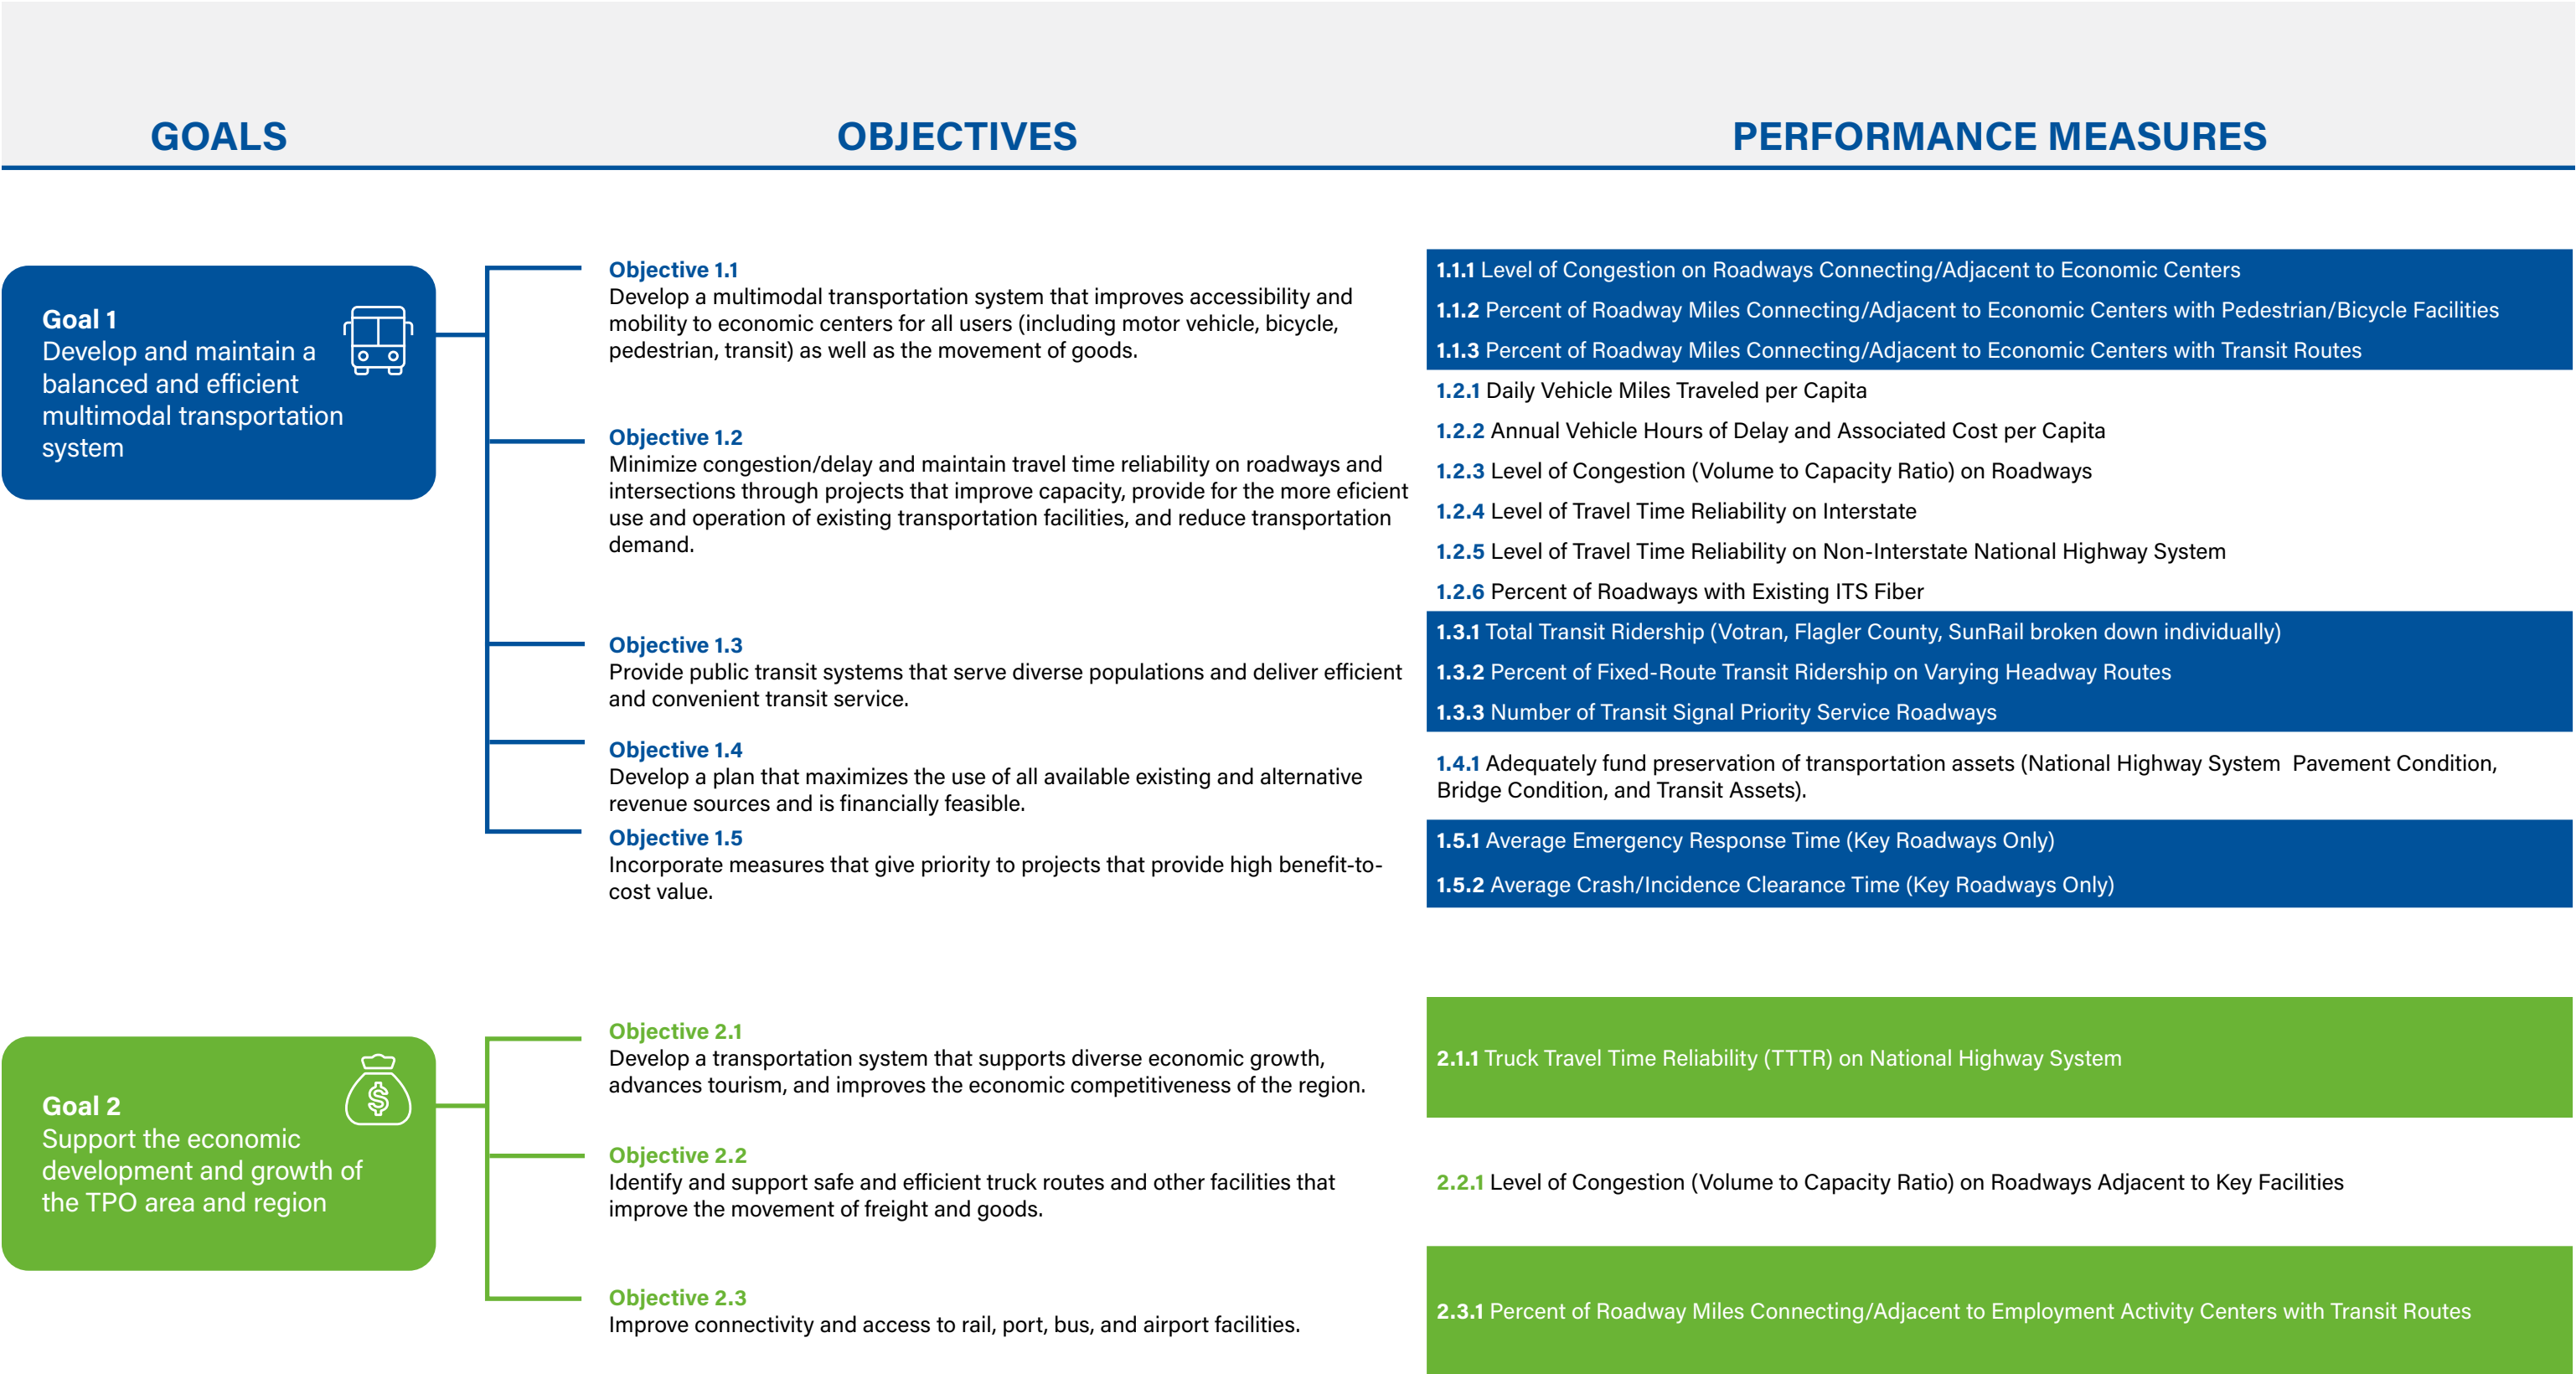 GOALS
OBJECTIVES
PERFORMANCE MEASURES
Goal 1
Develop and maintain a
balanced and efficient
multimodal transportation
system
Objective 1.1
Develop a multimodal transportation system that improves accessibility and
mobility to economic centers for all users (including motor vehicle, bicycle,
pedestrian, transit) as well as the movement of goods.
1.1.1 Level of Congestion on Roadways Connecting/Adjacent to Economic Centers
1.1.2 Percent of Roadway Miles Connecting/Adjacent to Economic Centers with Pedestrian/Bicycle Facilities
1.1.3 Percent of Roadway Miles Connecting/Adjacent to Economic Centers with Transit Routes
Objective 1.2
Minimize congestion/delay and maintain travel time reliability on roadways and
intersections through projects that improve capacity, provide for the more eficient
use and operation of existing transportation facilities, and reduce transportation
demand.
1.2.1 Daily Vehicle Miles Traveled per Capita
1.2.2 Annual Vehicle Hours of Delay and Associated Cost per Capita
1.2.3 Level of Congestion (Volume to Capacity Ratio) on Roadways
1.2.4 Level of Travel Time Reliability on Interstate
1.2.5 Level of Travel Time Reliability on Non-Interstate National Highway System
1.2.6 Percent of Roadways with Existing ITS Fiber
Objective 1.3
Provide public transit systems that serve diverse populations and deliver efficient
and convenient transit service.
1.3.1 Total Transit Ridership (Votran, Flagler County, SunRail broken down individually)
1.3.2 Percent of Fixed-Route Transit Ridership on Varying Headway Routes
1.3.3 Number of Transit Signal Priority Service Roadways
Objective 1.4
Develop a plan that maximizes the use of all available existing and alternative
revenue sources and is financially feasible.
1.4.1 Adequately fund preservation of transportation assets (National Highway System  Pavement Condition,
Bridge Condition, and Transit Assets).
Objective 1.5
Incorporate measures that give priority to projects that provide high benefit-to-
cost value.
1.5.1 Average Emergency Response Time (Key Roadways Only)
1.5.2 Average Crash/Incidence Clearance Time (Key Roadways Only)
Goal 2
Support the economic
development and growth of
the TPO area and region
$
Objective 2.1
Develop a transportation system that supports diverse economic growth,
advances tourism, and improves the economic competitiveness of the region.
2.1.1 Truck Travel Time Reliability (TTTR) on National Highway System
Objective 2.2
Identify and support safe and efficient truck routes and other facilities that
improve the movement of freight and goods.
2.2.1 Level of Congestion (Volume to Capacity Ratio) on Roadways Adjacent to Key Facilities
Objective 2.3
Improve connectivity and access to rail, port, bus, and airport facilities.
2.3.1 Percent of Roadway Miles Connecting/Adjacent to Employment Activity Centers with Transit Routes